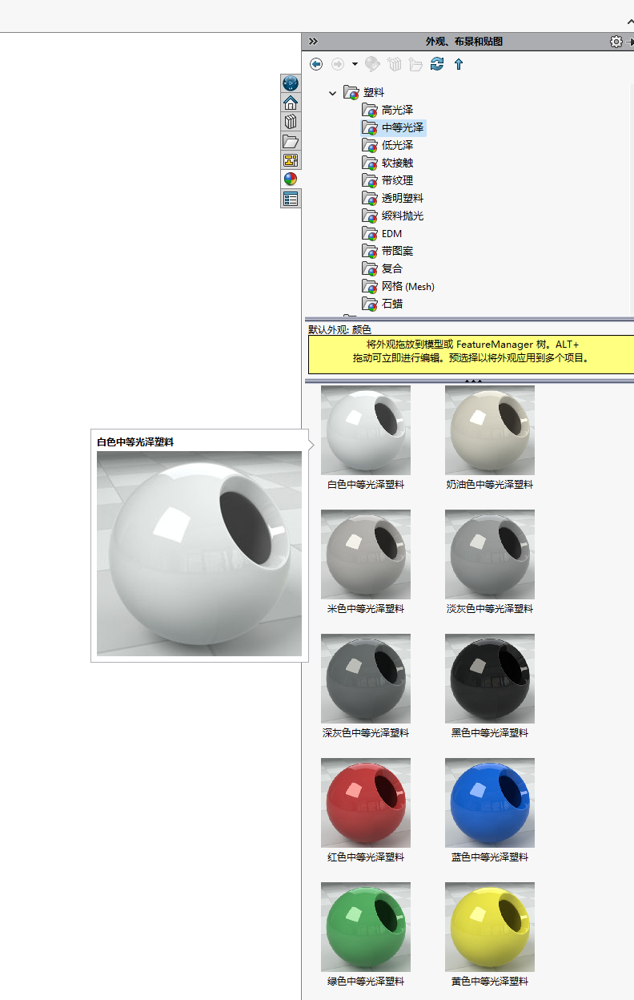 外观、布景和贴图
塑料
高光泽
中等光泽
低光泽
软接触
带纹理
透明塑料
缎料抛光
EDM
带图案
复合
网格 (Mesh)
石蜡
默认外观: 颜色
将外观拖放到模型或 FeatureManager 树。ALT+
拖动可立即进行编辑。预选择以将外观应用到多个项目。
白色中等光泽塑料
白色中等光泽塑料
奶油色中等光泽塑料
米色中等光泽塑料
淡灰色中等光泽塑料
深灰色中等光泽塑料
黑色中等光泽塑料
红色中等光泽塑料
蓝色中等光泽塑料
绿色中等光泽塑料
黄色中等光泽塑料